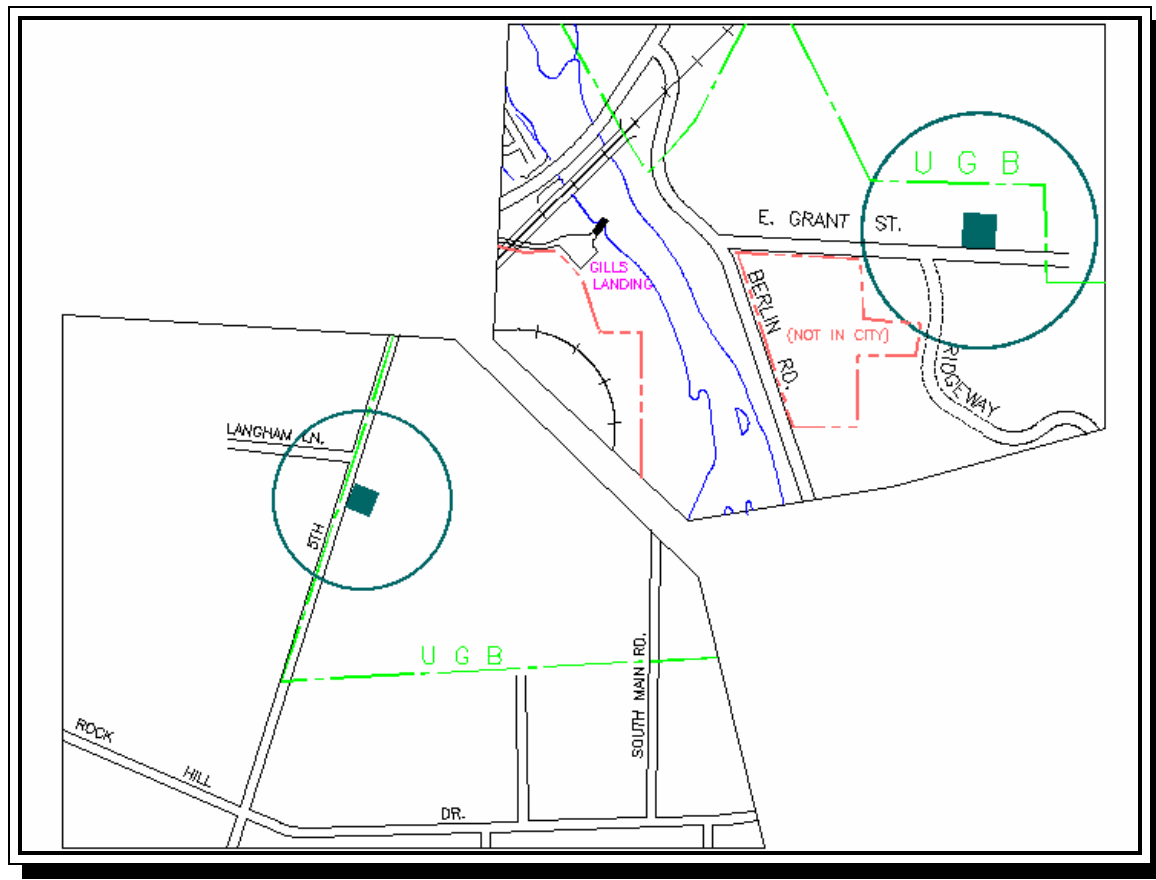 U G B
E. GRANT ST.
GILLS
LANDING
BERLIN RD.
(NOT IN CITY)
RIDGEWAY
LANGHAM LN.
5TH
U G B
SOUTH MAIN RD.
ROCK HILL DR.